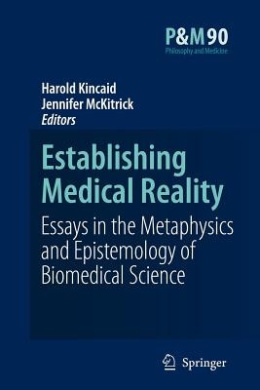 P&M90
Philosophy and Medicine
Harold Kincaid
Jennifer McKitrick
Editors
Establishing
Medical Reality
Essays in the Metaphysics
and Epistemology of
Biomedical Science
Springer